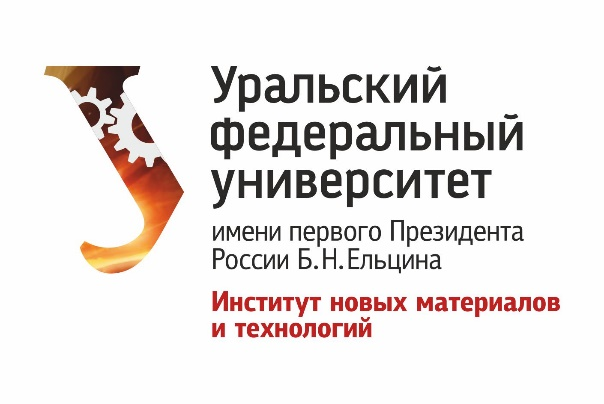 У
Уральский
федеральный
университет
имени первого Президента
России Б.Н.Ельцина
Институт новых материалов
и технологий